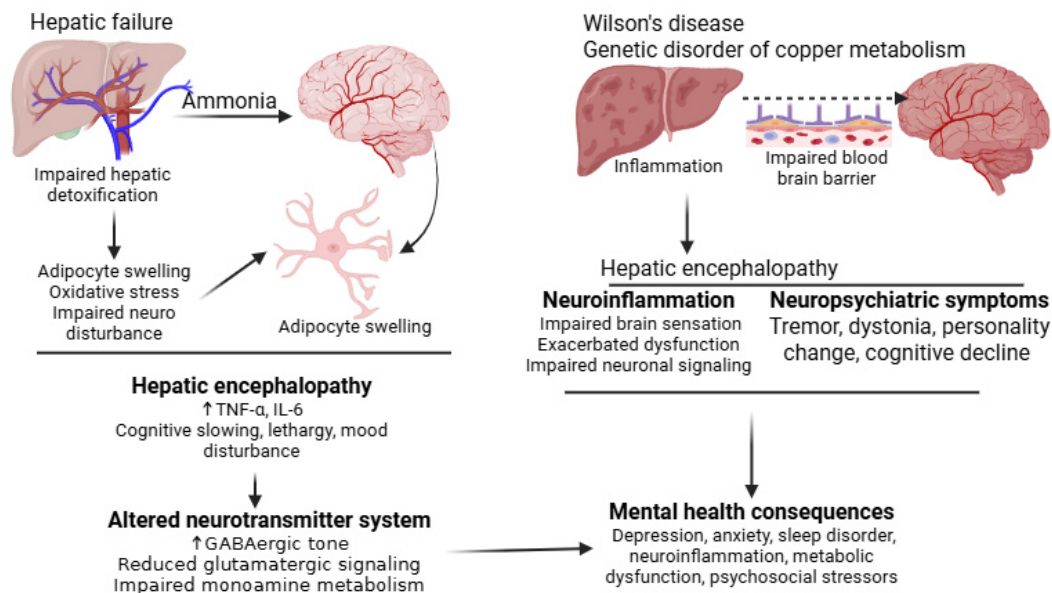 Hepatic failure
Ammonia
Impaired hepatic
detoxification
Adipocyte swelling
Oxidative stress
Impaired neuro
disturbance
Adipocyte swelling
Hepatic encephalopathy
↑TNF-α, IL-6
Cognitive slowing, lethargy, mood
disturbance
Altered neurotransmitter system
↑GABAergic tone
Reduced glutamatergic signaling
Impaired monoamine metabolism
Wilson's disease
Genetic disorder of copper metabolism
Inflammation
Impaired blood
brain barrier
Hepatic encephalopathy
Neuroinflammation
Impaired brain sensation
Exacerbated dysfunction
Impaired neuronal signaling
Neuropsychiatric symptoms
Tremor, dystonia, personality
change, cognitive decline
Mental health consequences
Depression, anxiety, sleep disorder,
neuroinflammation, metabolic
dysfunction, psychosocial stressors